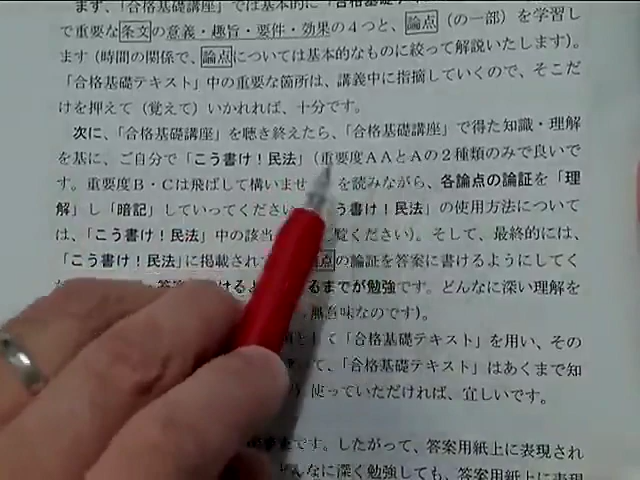 まず、「合格基礎講座」では基本的に「合格基礎
で重要な条文の意義・趣旨・要件・効果の4つと、論点（の一部）を学習し
ます（時間の関係で、論点については基本的なものに絞って解説いたします）。
「合格基礎テキスト」中の重要な箇所は、講義中に指摘していくので、そこだ
けを押えて（覚えて）いかれれば、十分です。
次に、「合格基礎講座」を聴き終えたら、「合格基礎講座」で得た知識・理解
を基に、ご自分で「こう書け！民法」（重要度AAとAの2種類のみで良いで
す。重要度B・Cは飛ばして構いませ を読みながら、各論点の論証を「理
解」し「暗記」していってください う書け！民法」の使用方法について
は、「こう書け！民法」中の該当 ご覧ください）。そして、最終的には、
「こう書け！民法」に掲載されて 点の論証を答案に書けるようにしてく
るまでが勉強です。どんなに深い理解を
無意味なのです）。
として「合格基礎テキスト」を用い、その
て、「合格基礎テキスト」はあくまで知
使っていただければ、宜しいです。
です。したがって、答案用紙上に表現され
どんなに深く勉強しても、答案用紙上に表現